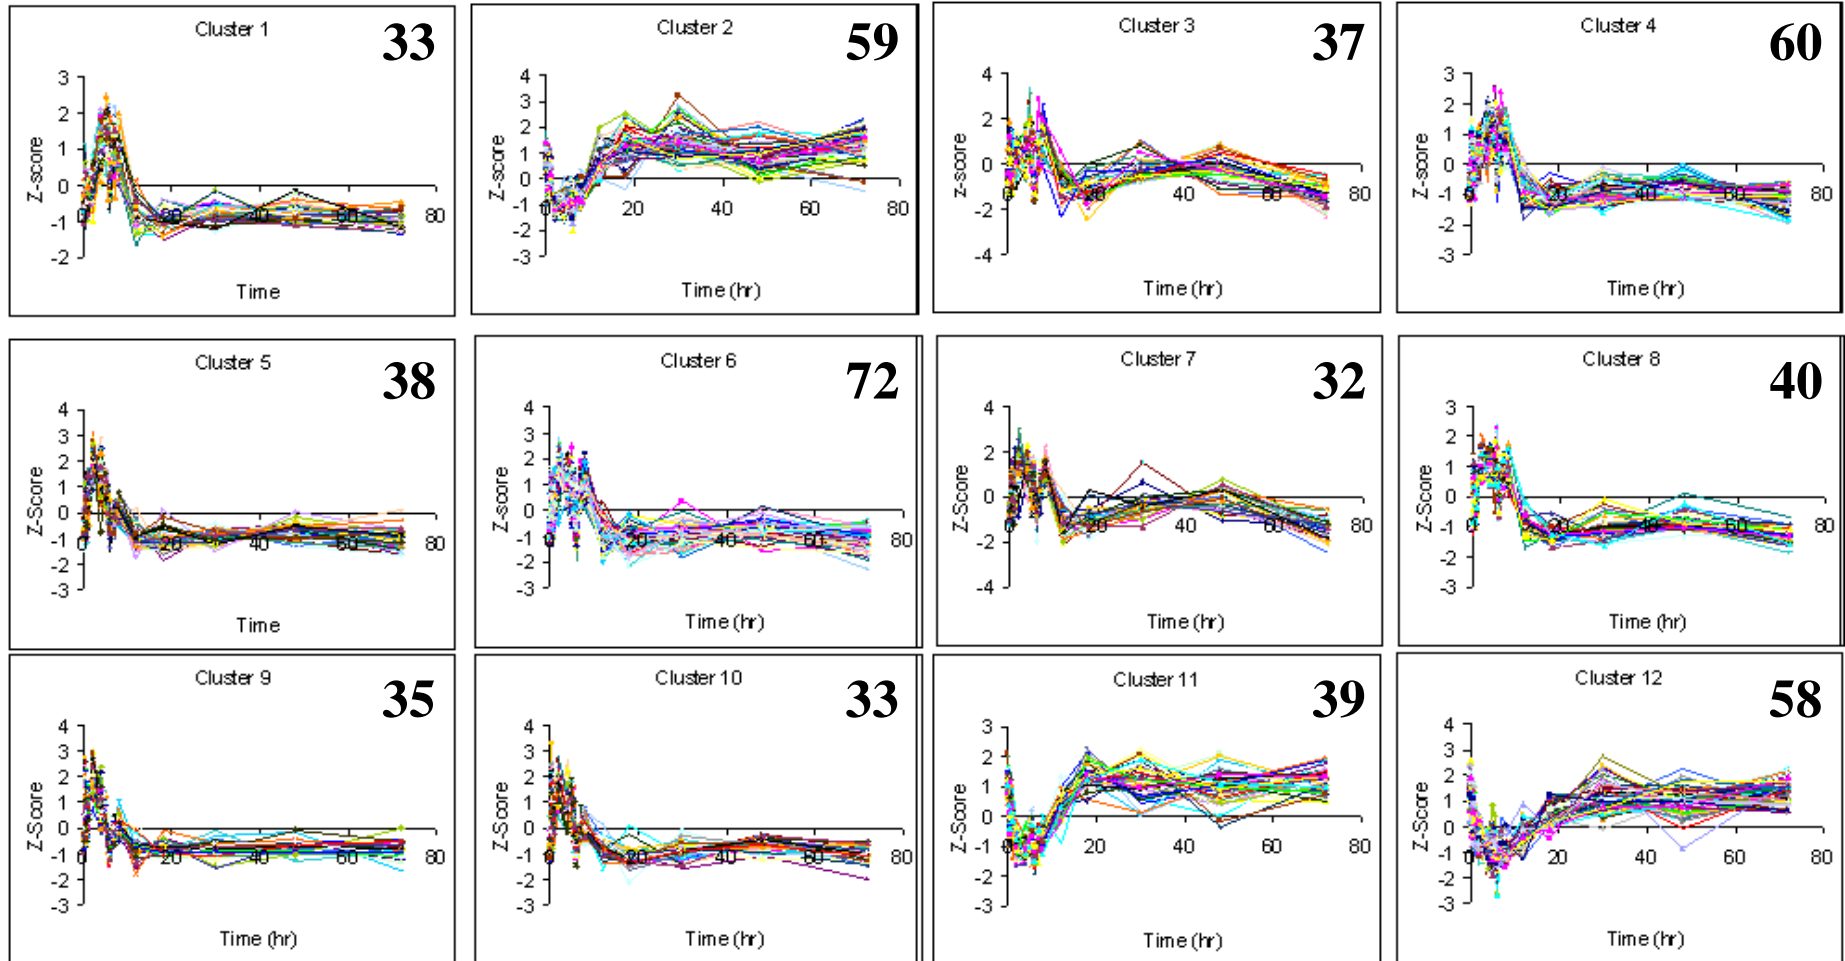 Cluster 1 33
3
2
1
0
-1
-2
Z-score
0 20 40 60 80
Time
Cluster 2 59
4
3
2
1
0
-1
-2
-3
Z-score
0 20 40 60 80
Time (hr)
Cluster 3 37
4
2
0
-2
-4
z-score
0 20 40 60 80
Time (hr)
Cluster 4 60
3
2
1
0
-1
-2
-3
Z-score
0 20 40 60 80
Time (hr)
Cluster 5 38
4
3
2
1
0
-1
-2
-3
Z-Score
0 20 40 60 80
Time
Cluster 6 72
4
3
2
1
0
-1
-2
-3
Z-score
0 20 40 60 80
Time (hr)
Cluster 7 32
4
2
0
-2
-4
Z-Score
0 20 40 60 80
Time (hr)
Cluster 8 40
3
2
1
0
-1
-2
-3
Z-Score
0 20 40 60 80
Time (hr)
Cluster 9 35
4
3
2
1
0
-1
-2
-3
Z-Score
0 20 40 60 80
Time (hr)
Cluster 10 33
4
3
2
1
0
-1
-2
-3
Z-Score
0 20 40 60 80
Time (hr)
Cluster 11 39
3
2
1
0
-1
-2
-3
Z-Score
0 20 40 60 80
Time (hr)
Cluster 12 58
4
3
2
1
0
-1
-2
-3
Z-Score
0 20 40 60 80
Time (hr)